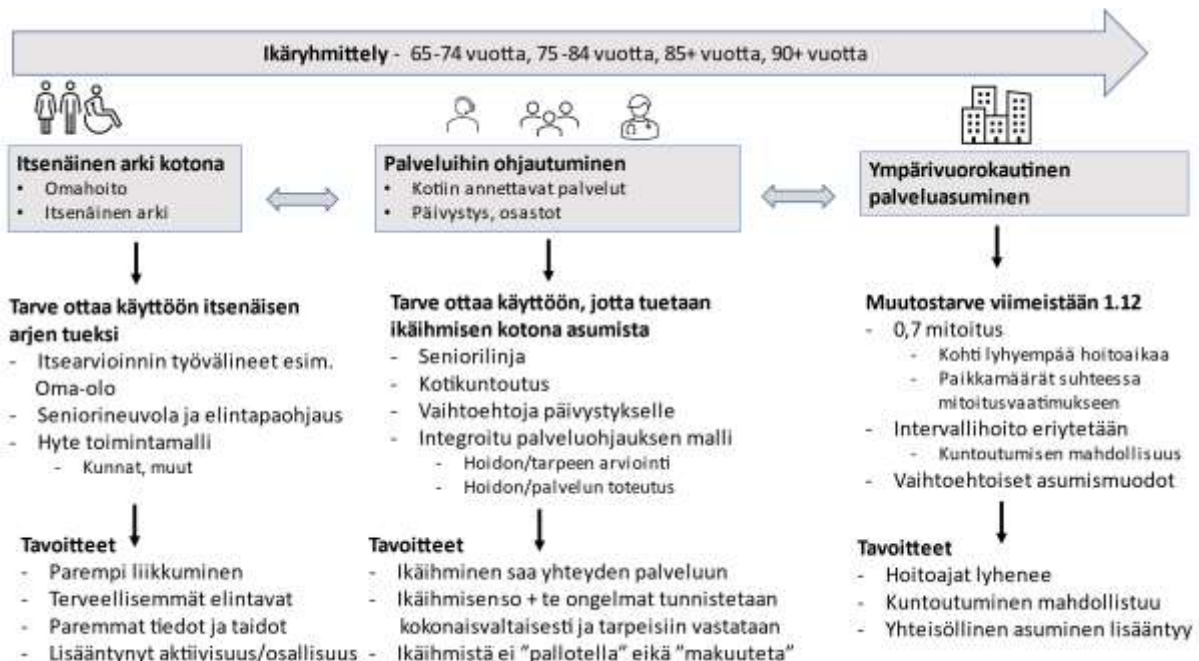 Ikäryhmittely - 65-74 vuotta, 75-84 vuotta, 85+ vuotta, 90+ vuotta
Itsenäinen arki kotona
• Omahoito
• Itsenäinen arki
Palveluihin ohjautuminen
• Kotiin annettavat palvelut
• Päivystys, osastot
Ympärivuorokautinen
palveluasuminen
Tarve ottaa käyttöön itsenäisen
arjen tueksi
- Itsearvioinnin työvälineet esim.
Oma-olo
- Seniorineuvola ja elintapaohjaus
- Hyte toimintamalli
- Kunnat, muut
Tarve ottaa käyttöön, jotta tuetaan
ikäihmisen kotona asumista
- Seniorilinja
- Kotikuntoutus
- Vaihtoehtoja päivystykselle
- Integroitu palveluohjauksen malli
- Hoidon/tarpeen arviointi
- Hoidon/palvelun toteutus
Muutostarve viimeistään 1.12
- 0,7 mitoitus
- Kohti lyhyempää hoitoaikaa
- Paikkamäärät suhteessa
mitoitusvaatimukseen
- Intervallihoito eriytetään
- Kuntoutumisen mahdollisuus
- Vaihtoehtoiset asumismuodot
Tavoitteet
- Parempi liikkuminen
- Terveellisemmät elintavat
- Paremmat tiedot ja taidot
- Lisääntynyt aktiivisuus/osallisuus
Tavoitteet
- Ikäihminen saa yhteyden palveluun
- Ikäihmisenso + te ongelmat tunnistetaan
kokonaisvaltaisesti ja tarpeisiin vastataan
- Ikäihmistä ei "pallotella" eikä "makuuteta"
Tavoitteet
- Hoitoajat lyhenee
- Kuntoutuminen mahdollistuu
- Yhteisöllinen asuminen lisääntyy